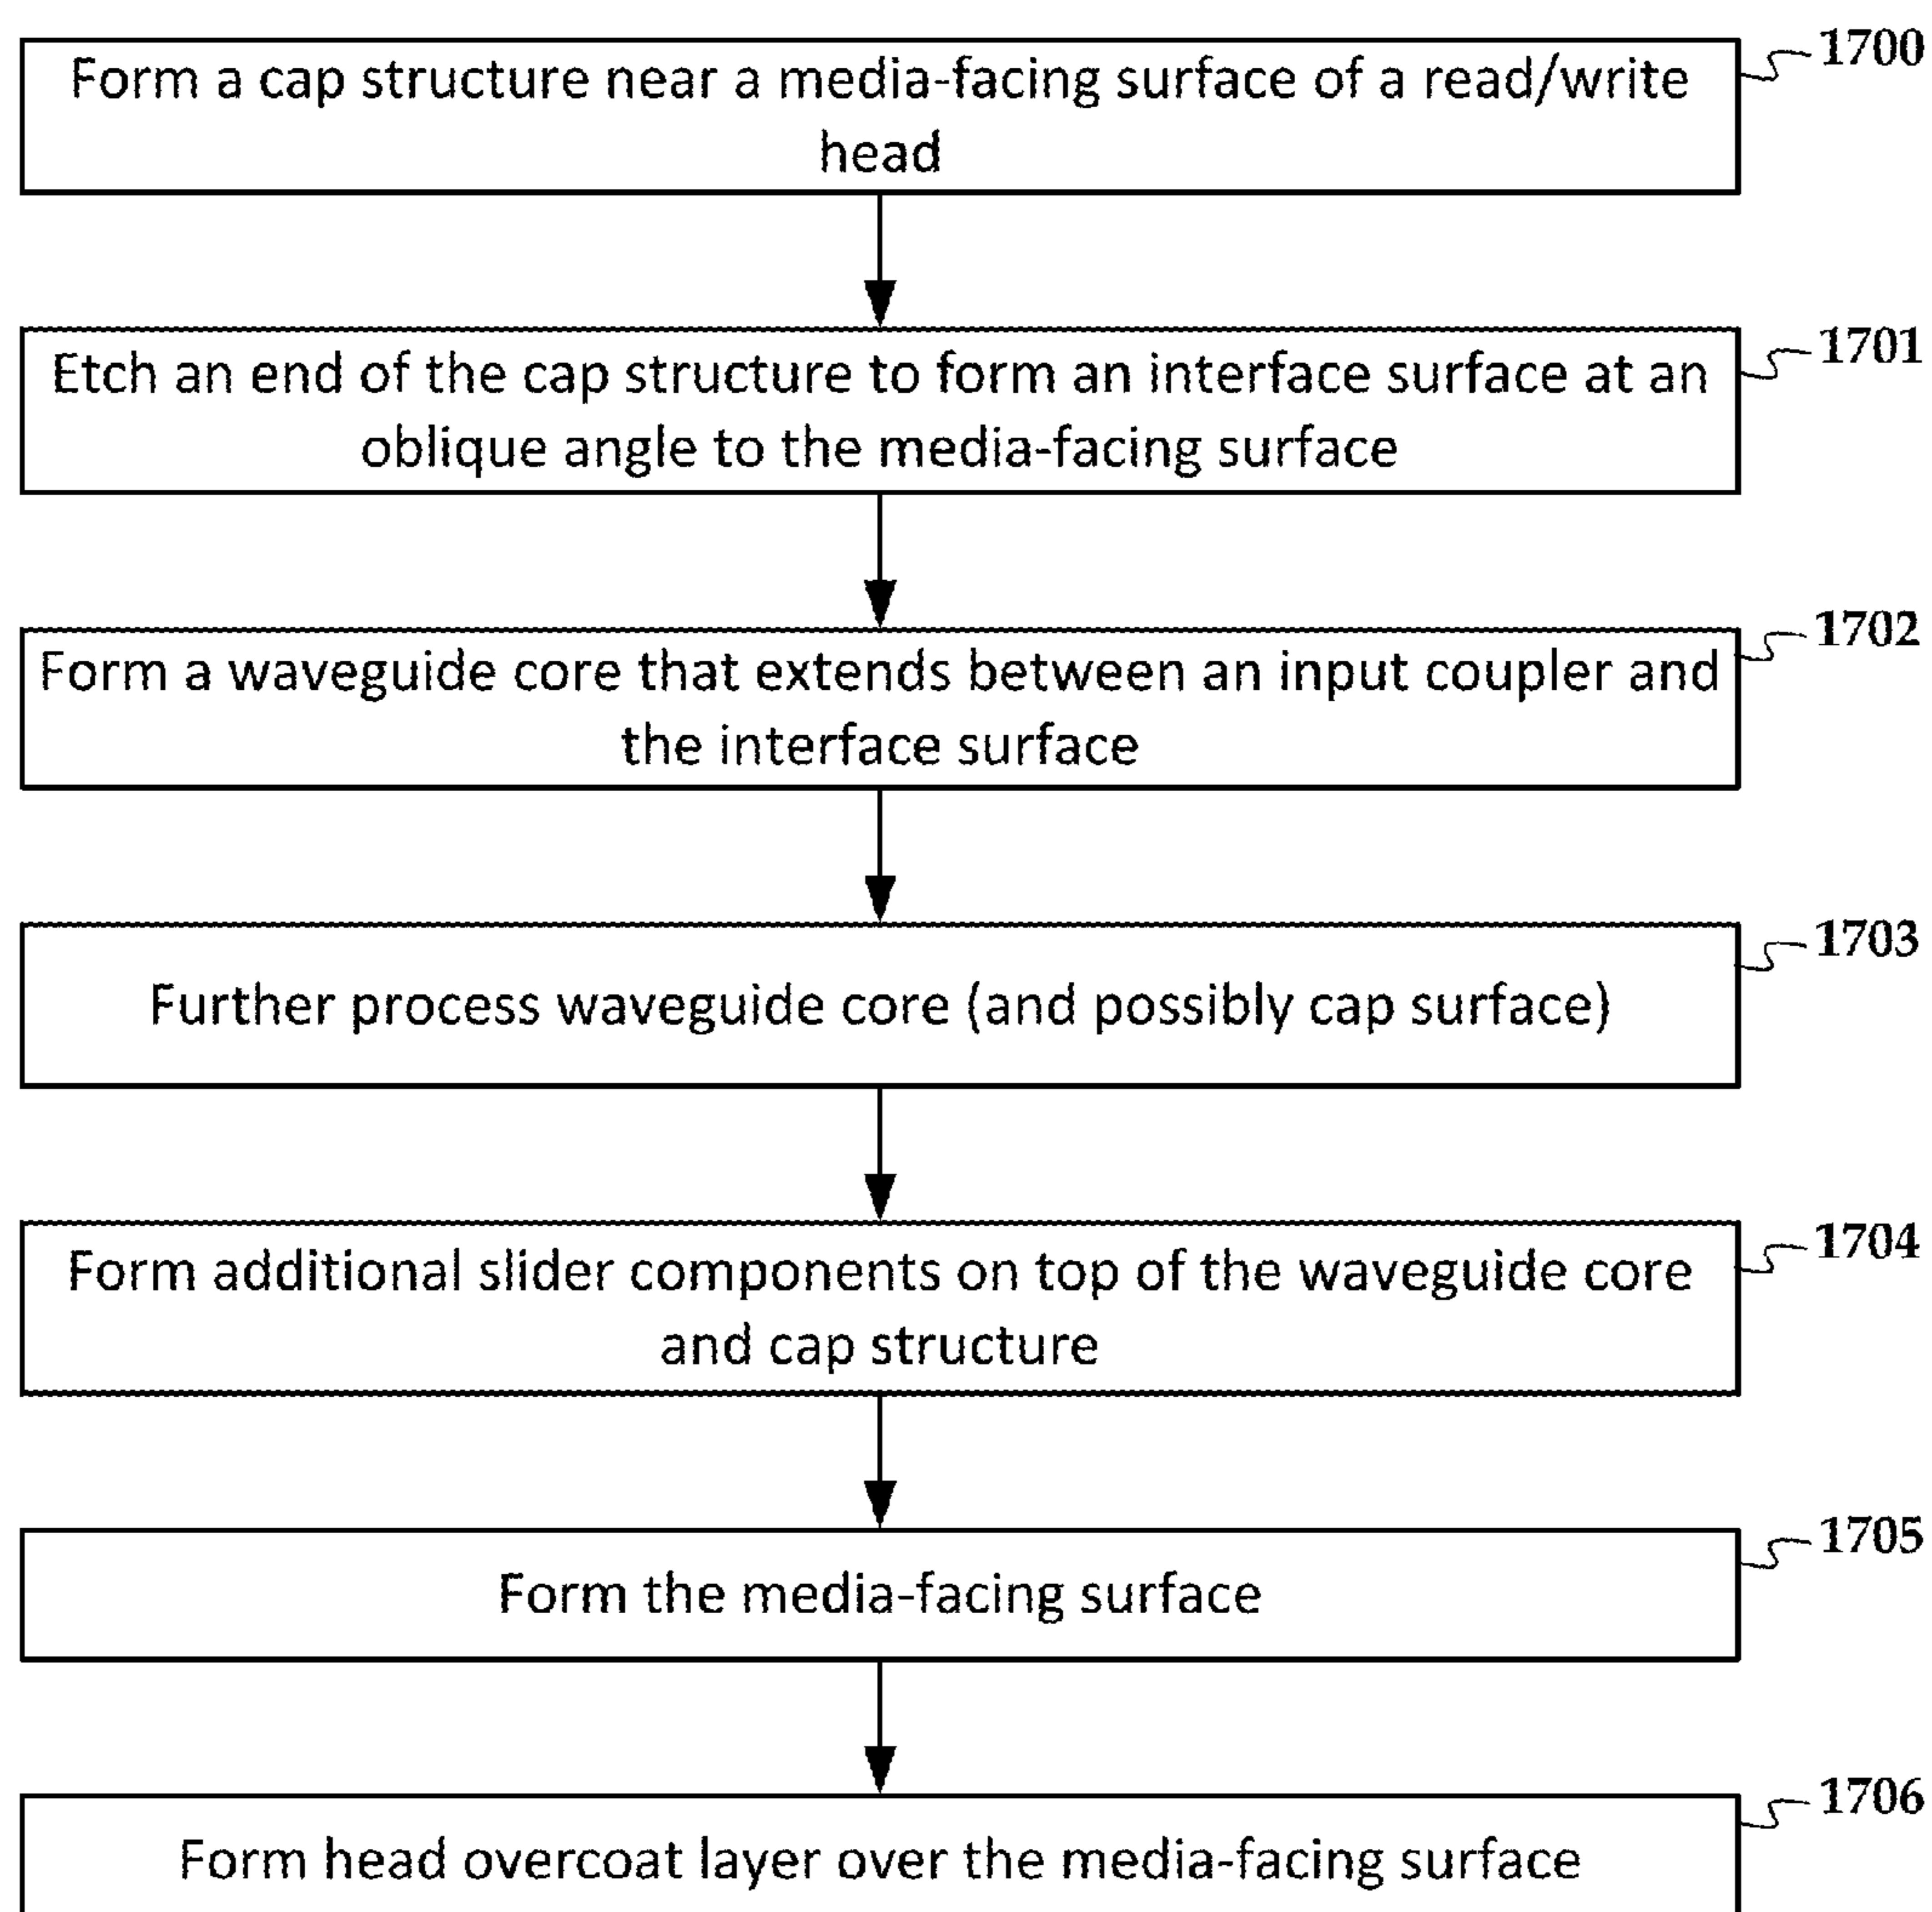 1700
Form a cap structure near a media-facing surface of a read/write
head
1701
Etch an end of the cap structure to form an interface surface at an
oblique angle to the media-facing surface
1702
Form a waveguide core that extends between an input coupler and
the interface surface
1703
Further process waveguide core (and possibly cap surface)
1704
Form additional slider components on top of the waveguide core
and cap structure
1705
Form the media-facing surface
1706
Form head overcoat layer over the media-facing surface